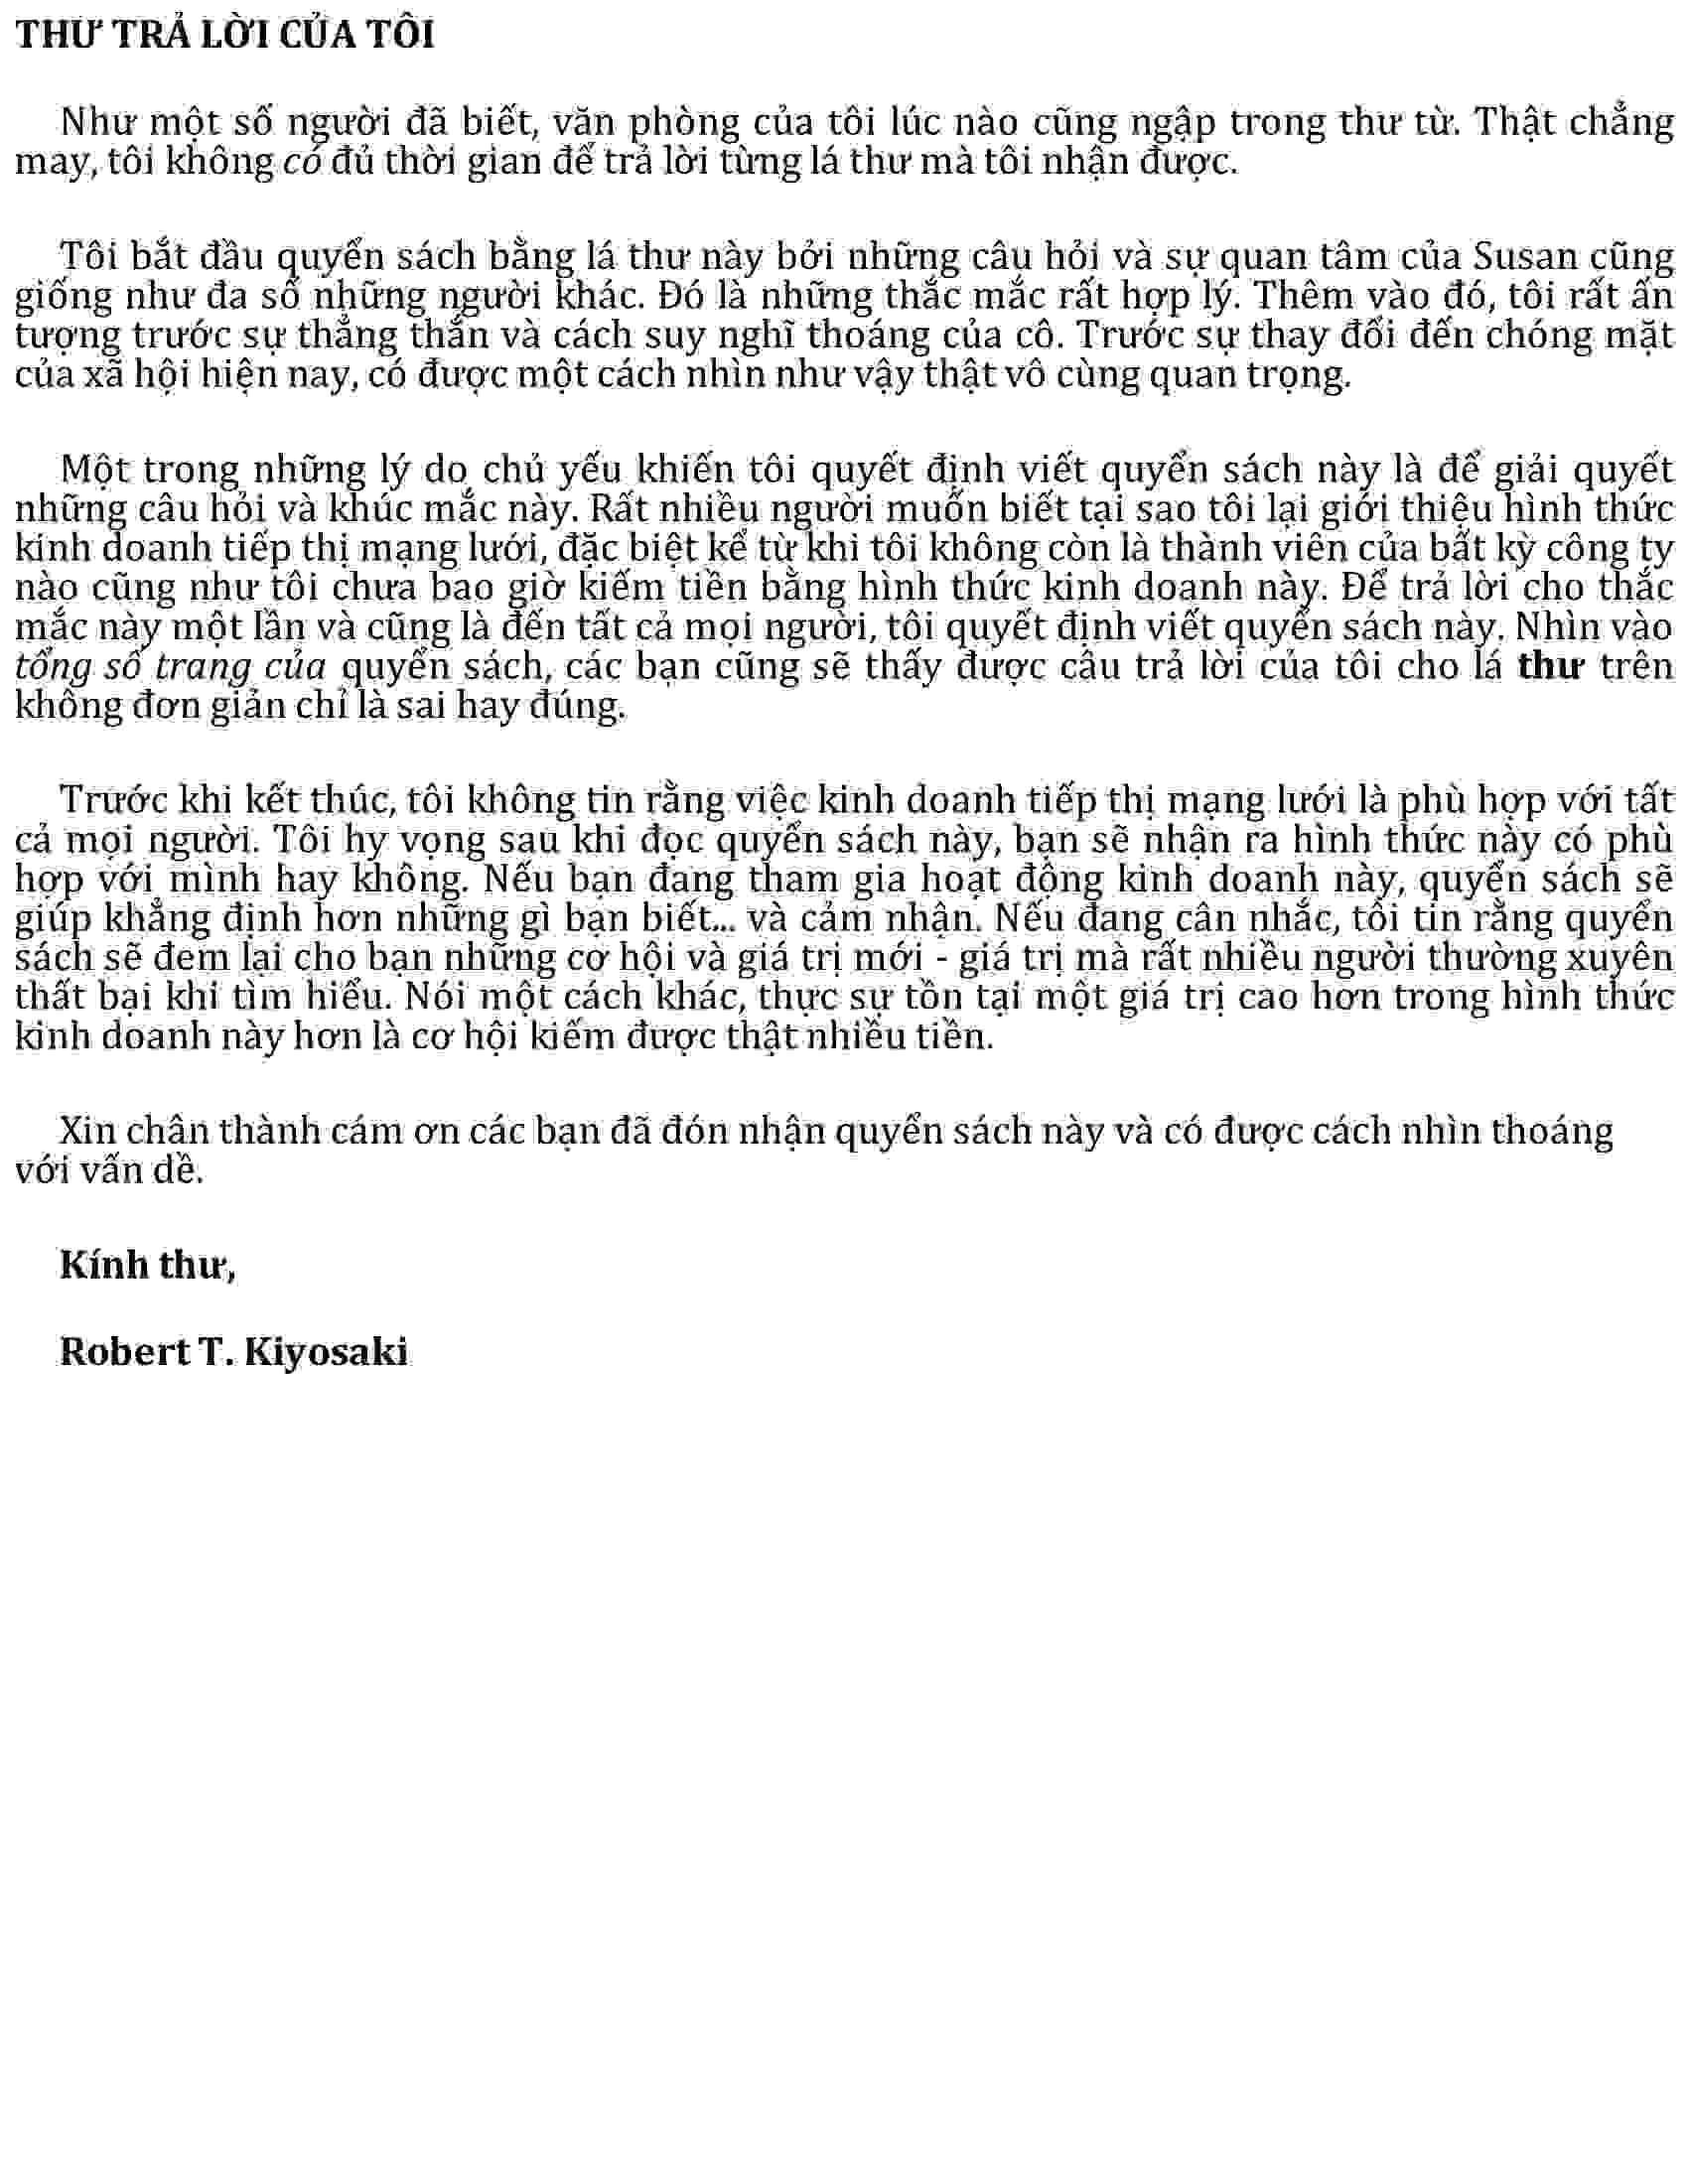 THƯ TRẢ LỜI CỦA TÔI
Như một số người đã biết, văn phòng của tôi lúc nào cũng ngập trong thư từ. Thật chẳng
may, tôi không có đủ thời gian để trả lời từng lá thư mà tôi nhận được.
Tôi bắt đầu quyển sách bằng lá thư này bởi những câu hỏi và sự quan tâm của Susan cũng
giống như đa số những người khác. Đó là những thắc mắc rất hợp lý. Thêm vào đó, tôi rất ấn
tượng trước sự thẳng thắn và cách suy nghĩ thoáng của cô. Trước sự thay đổi đến chóng mặt
của xã hội hiện nay, có được một cách nhìn như vậy thật vô cùng quan trọng.
Một trong những lý do chủ yếu khiến tôi quyết định viết quyển sách này là để giải quyết
những câu hỏi và khúc mắc này. Rất nhiều người muốn biết tại sao tôi lại giới thiệu hình thức
kinh doanh tiếp thị mạng lưới, đặc biệt kể từ khi tôi không còn là thành viên của bất kỳ công ty
nào cũng như tôi chưa bao giờ kiếm tiền bằng hình thức kinh doanh này. Để trả lời cho thắc
mắc này một lần và cũng là đến tất cả mọi người, tôi quyết định viết quyển sách này. Nhìn vào
tổng số trang của quyển sách, các bạn cũng sẽ thấy được câu trả lời của tôi cho lá thư trên
không đơn giản chỉ là sai hay đúng.
Trước khi kết thúc, tôi không tin rằng việc kinh doanh tiếp thị mạng lưới là phù hợp với tất
cả mọi người. Tôi hy vọng sau khi đọc quyển sách này, bạn sẽ nhận ra hình thức này có phù
hợp với mình hay không. Nếu bạn đang tham gia hoạt động kinh doanh này, quyển sách sẽ
giúp khẳng định hơn những gì bạn biết... và cảm nhận. Nếu đang cân nhắc, tôi tin rằng quyển
sách sẽ đem lại cho bạn những cơ hội và giá trị mới - giá trị mà rất nhiều người thường xuyên
thất bại khi tìm hiểu. Nói một cách khác, thực sự tồn tại một giá trị cao hơn trong hình thức
kinh doanh này hơn là cơ hội kiếm được thật nhiều tiền.
Xin chân thành cám ơn các bạn đã đón nhận quyển sách này và có được cách nhìn thoáng
với vấn dề.
Kính thư,
Robert T. Kiyosaki